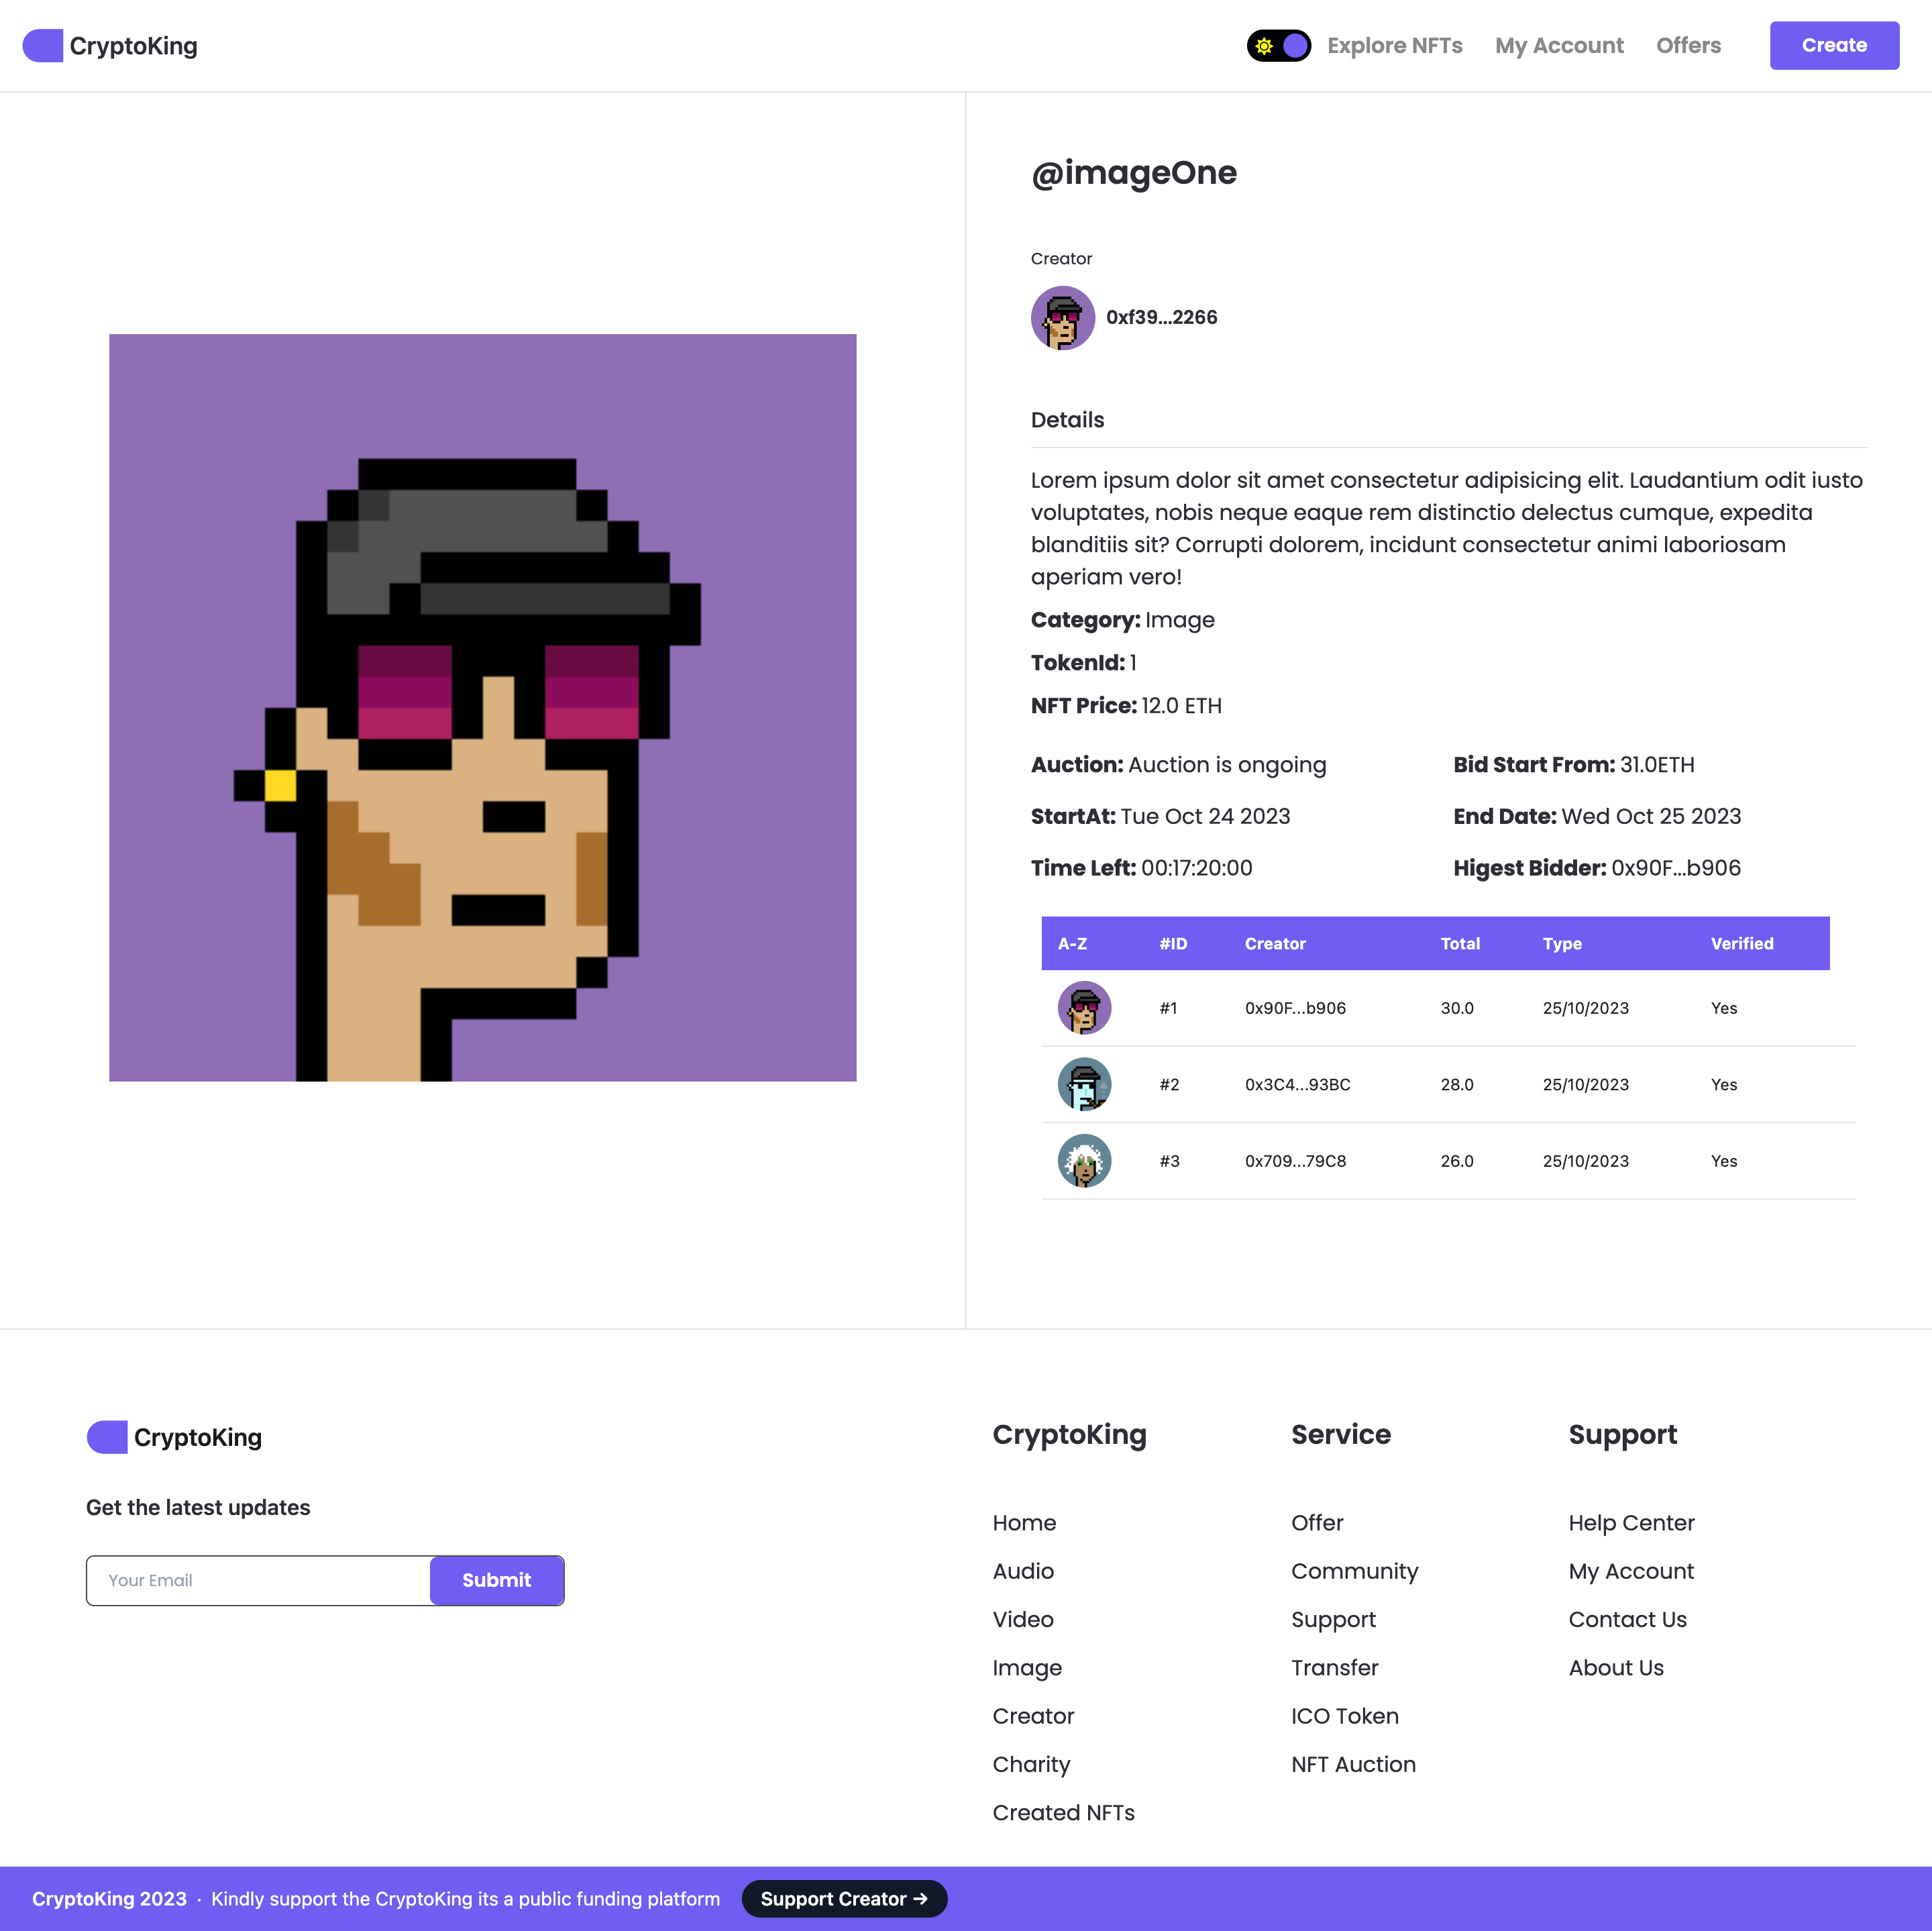 CryptoKing
Explore NFTs
My Account
Offers
Create
@imageOne
Creator
0xf39...2266
Details
Lorem ipsum dolor sit amet consectetur adipisicing elit. Laudantium odit iusto
voluptates, nobis neque eaque rem distinctio delectus cumque, expedita
blanditiis sit? Corrupti dolorem, incidunt consectetur animi laboriosam
aperiam vero!
Category: Image
TokenId: 1
NFT Price: 12.0 ETH
Auction: Auction is ongoing
Bid Start From: 31.0ETH
StartAt: Tue Oct 24 2023
End Date: Wed Oct 25 2023
Time Left: 00:17:20:00
Higest Bidder: 0x90F...b906
A-Z #ID Creator Total Type Verified
#1 0x90F...b906 30.0 25/10/2023 Yes
#2 0x3C4...93BC 28.0 25/10/2023 Yes
#3 0x709...79C8 26.0 25/10/2023 Yes
CryptoKing
Get the latest updates
Your Email
Submit
CryptoKing
Home
Audio
Video
Image
Creator
Charity
Created NFTs
Service
Offer
Community
Support
Transfer
ICO Token
NFT Auction
Support
Help Center
My Account
Contact Us
About Us
CryptoKing 2023 · Kindly support the CryptoKing its a public funding platform
Support Creator →